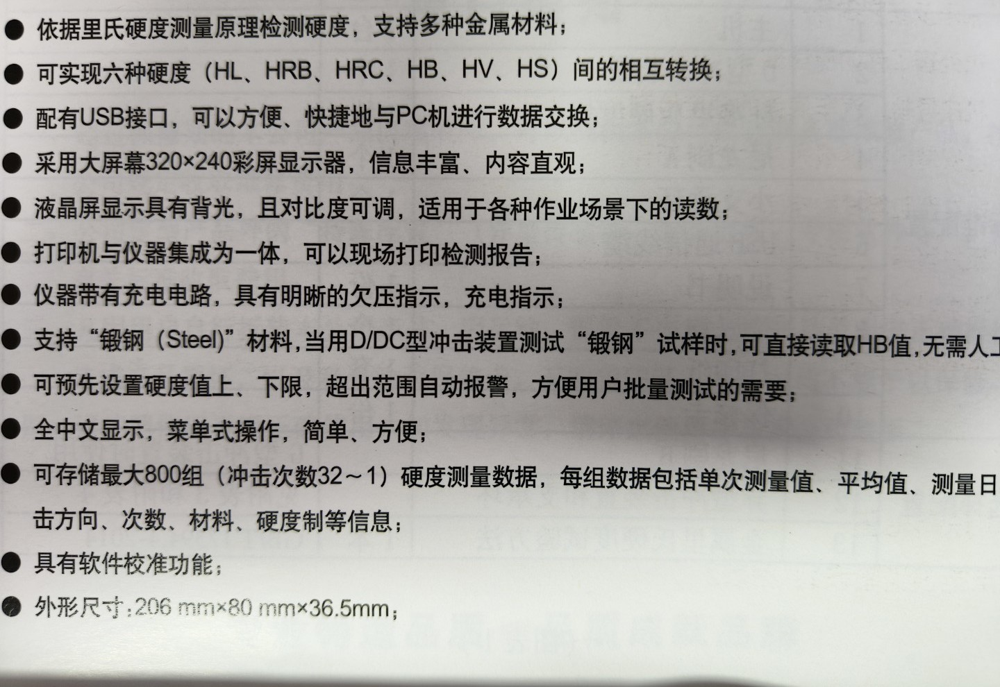 ● 依据里氏硬度测量原理检测硬度，支持多种金属材料；
● 可实现六种硬度（HL、HRB、HRC、HB、HV、HS）间的相互转换；
● 配有USB接口，可以方便、快捷地与PC机进行数据交换；
● 采用大屏幕320×240彩屏显示器，信息丰富、内容直观；
● 液晶屏显示具有背光，且对比度可调，适用于各种作业场景下的读数；
● 打印机与仪器集成为一体，可以现场打印检测报告；
● 仪器带有充电电路，具有明晰的欠压指示，充电指示；
● 支持“锻钢（Steel)”材料,当用D/DC型冲击装置测试“锻钢”试样时,可直接读取HB值,无需人工
● 可预先设置硬度值上、下限，超出范围自动报警，方便用户批量测试的需要；
● 全中文显示，菜单式操作，简单、方便；
● 可存储最大800组（冲击次数32～1）硬度测量数据，每组数据包括单次测量值、平均值、测量日
击方向、次数、材料、硬度制等信息；
● 具有软件校准功能；
● 外形尺寸:206 mm×80 mm×36.5mm；